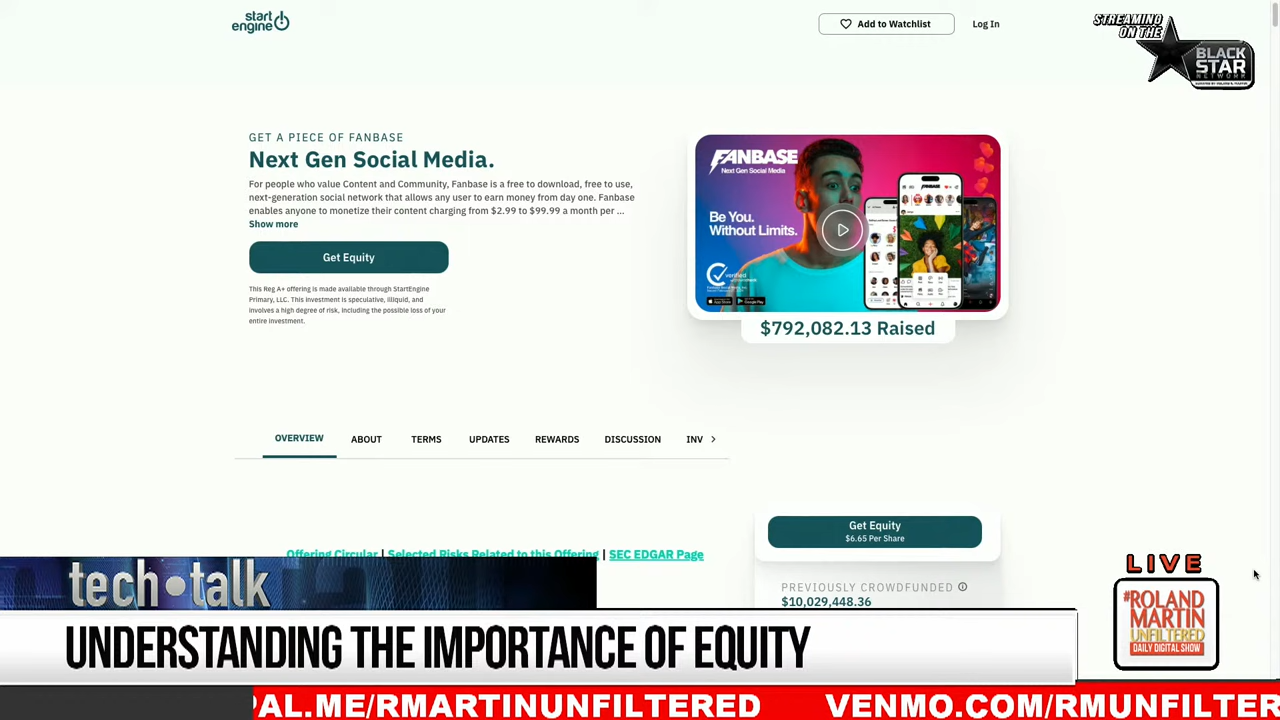 start
engine
Add to Watchlist
Log In
STREAMING
ON THE
BLACK
STAR
NETWORK
GET A PIECE OF FANBASE
Next Gen Social Media.
For people who value Content and Community, Fanbase is a free to download, free to use,
next-generation social network that allows any user to earn money from day one. Fanbase
enables anyone to monetize their content charging from $2.99 to $99.99 a month per ...
Show more
Get Equity
This Reg A+ offering is made available through StartEngine
Primary, LLC. This investment is speculative, illiquid, and
involves a high degree of risk, including the possible loss of your
entire investment.
FANBASE
Next Gen Social Media
Be You.
Without Limits.
verified
$792,082.13 Raised
OVERVIEW
ABOUT
TERMS
UPDATES
REWARDS
DISCUSSION
INV
Get Equity
$6.65 Per Share
Offering Circular | Selected Risks Related to this Offering | SEC EDGAR Page
PREVIOUSLY CROWDFUNDED
$10,029,448.36
tech•talk
UNDERSTANDING THE IMPORTANCE OF EQUITY
LIVE
#ROLAND
MARTIN
UNFILTERED
DAILY DIGITAL SHOW
PAL.ME/RMARTINUNFILTERED VENMO.COM/RMUNFILTER